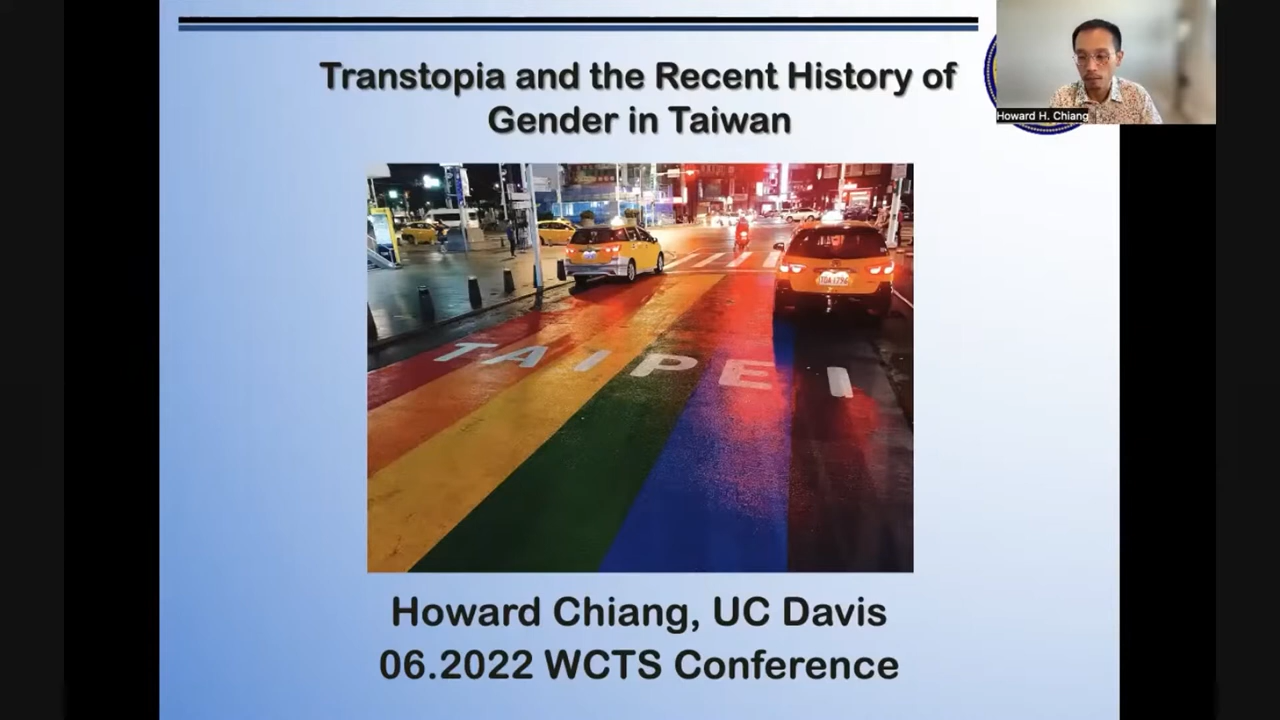 Transtopia and the Recent History of
Gender in Taiwan
Howard H. Chiang
TAIPEI
Howard Chiang, UC Davis
06.2022 WCTS Conference